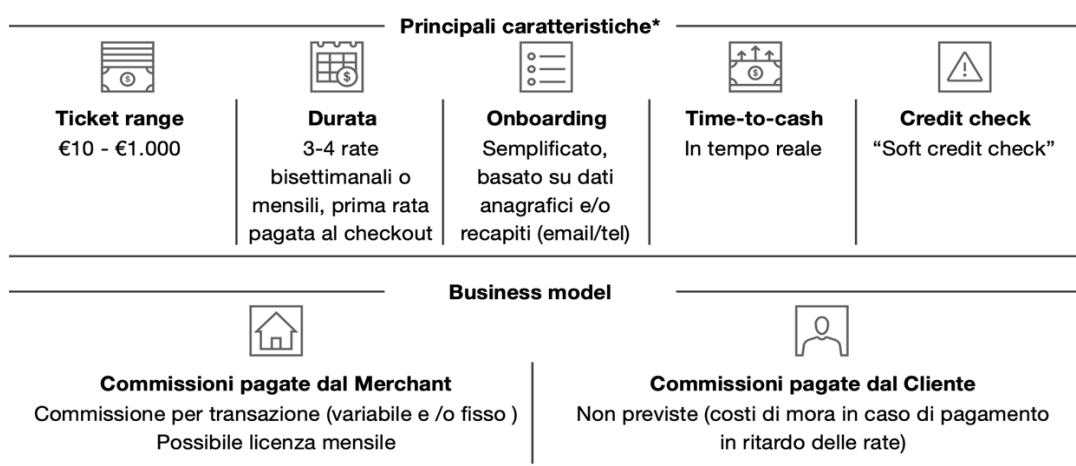 Principali caratteristiche*
Ticket range
€10 - €1.000
Durata
3-4 rate
bisettimanali o
mensili, prima rata
pagata al checkout
Onboarding
Semplificato,
basato su dati
anagrafici e/o
recapiti (email/tel)
Time-to-cash
In tempo reale
Credit check
“Soft credit check”
Business model
Commissioni pagate dal Merchant
Commissione per transazione (variabile e /o fisso )
Possibile licenza mensile
Commissioni pagate dal Cliente
Non previste (costi di mora in caso di pagamento
in ritardo delle rate)